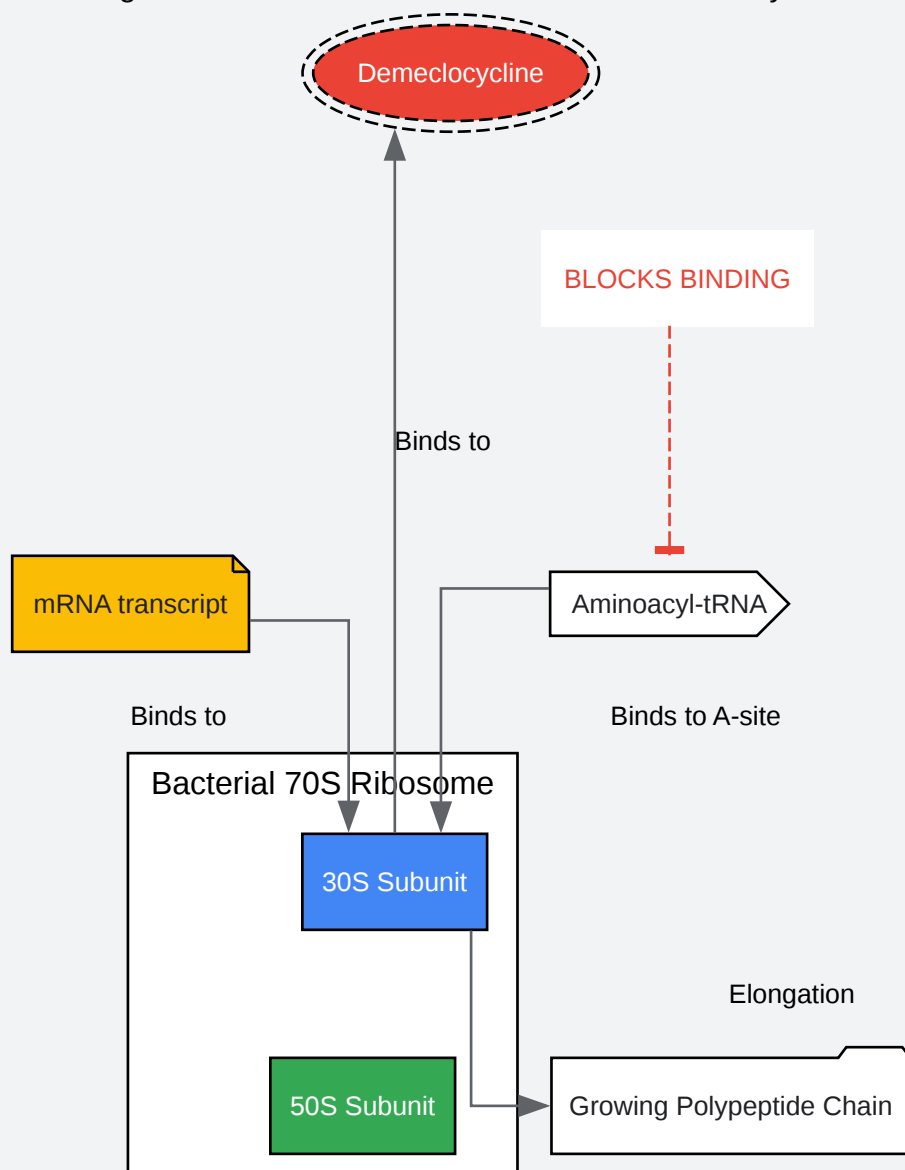 Demeclocycline
BLOCKS BINDING
Binds to
mRNA transcript
Aminoacyl-tRNA
Binds to
Binds to A-site
Bacterial 70S Ribosome
30S Subunit
Elongation
50S Subunit
Growing Polypeptide Chain